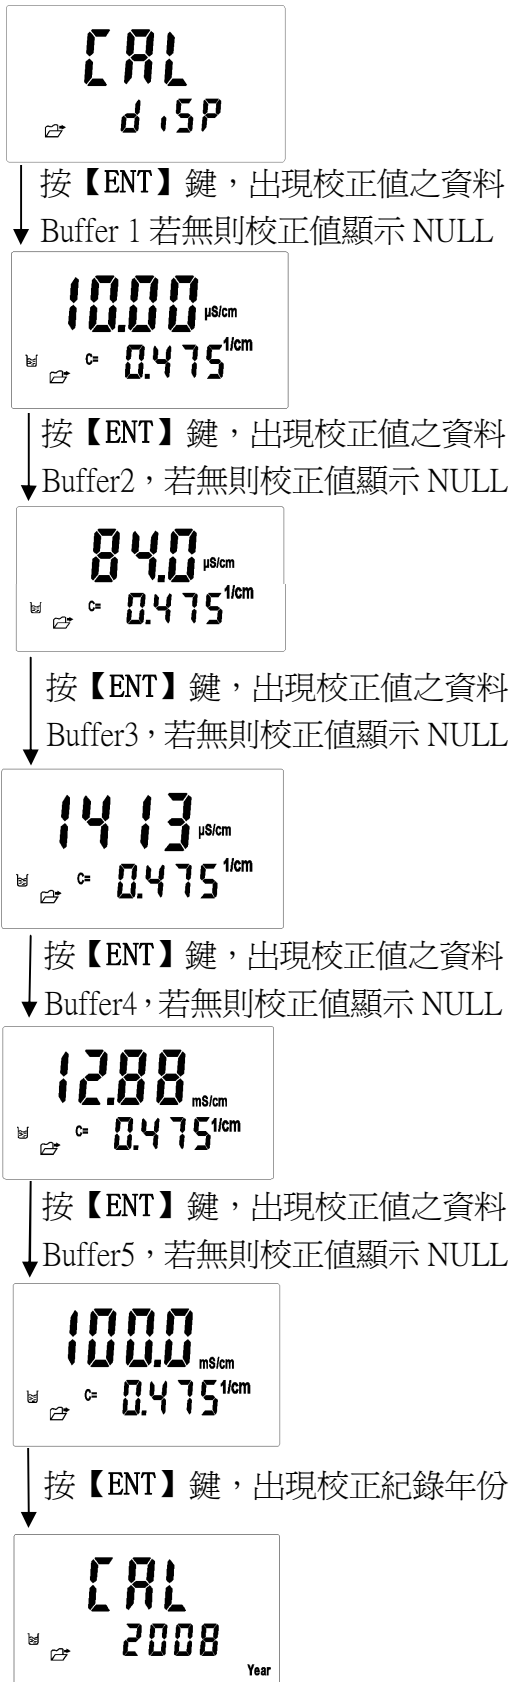 CAL
diSP
按【ENT】鍵，出現校正值之資料
Buffer 1 若無則校正值顯示 NULL
10.00 µS/cm
C= 0.475 1/cm
按【ENT】鍵，出現校正值之資料
Buffer2，若無則校正值顯示 NULL
84.0 µS/cm
C= 0.475 1/cm
按【ENT】鍵，出現校正值之資料
Buffer3，若無則校正值顯示 NULL
1413 µS/cm
C= 0.475 1/cm
按【ENT】鍵，出現校正值之資料
Buffer4，若無則校正值顯示 NULL
12.88 mS/cm
C= 0.475 1/cm
按【ENT】鍵，出現校正值之資料
Buffer5，若無則校正值顯示 NULL
100.0 mS/cm
C= 0.475 1/cm
按【ENT】鍵，出現校正紀錄年份
CAL
2008
Year